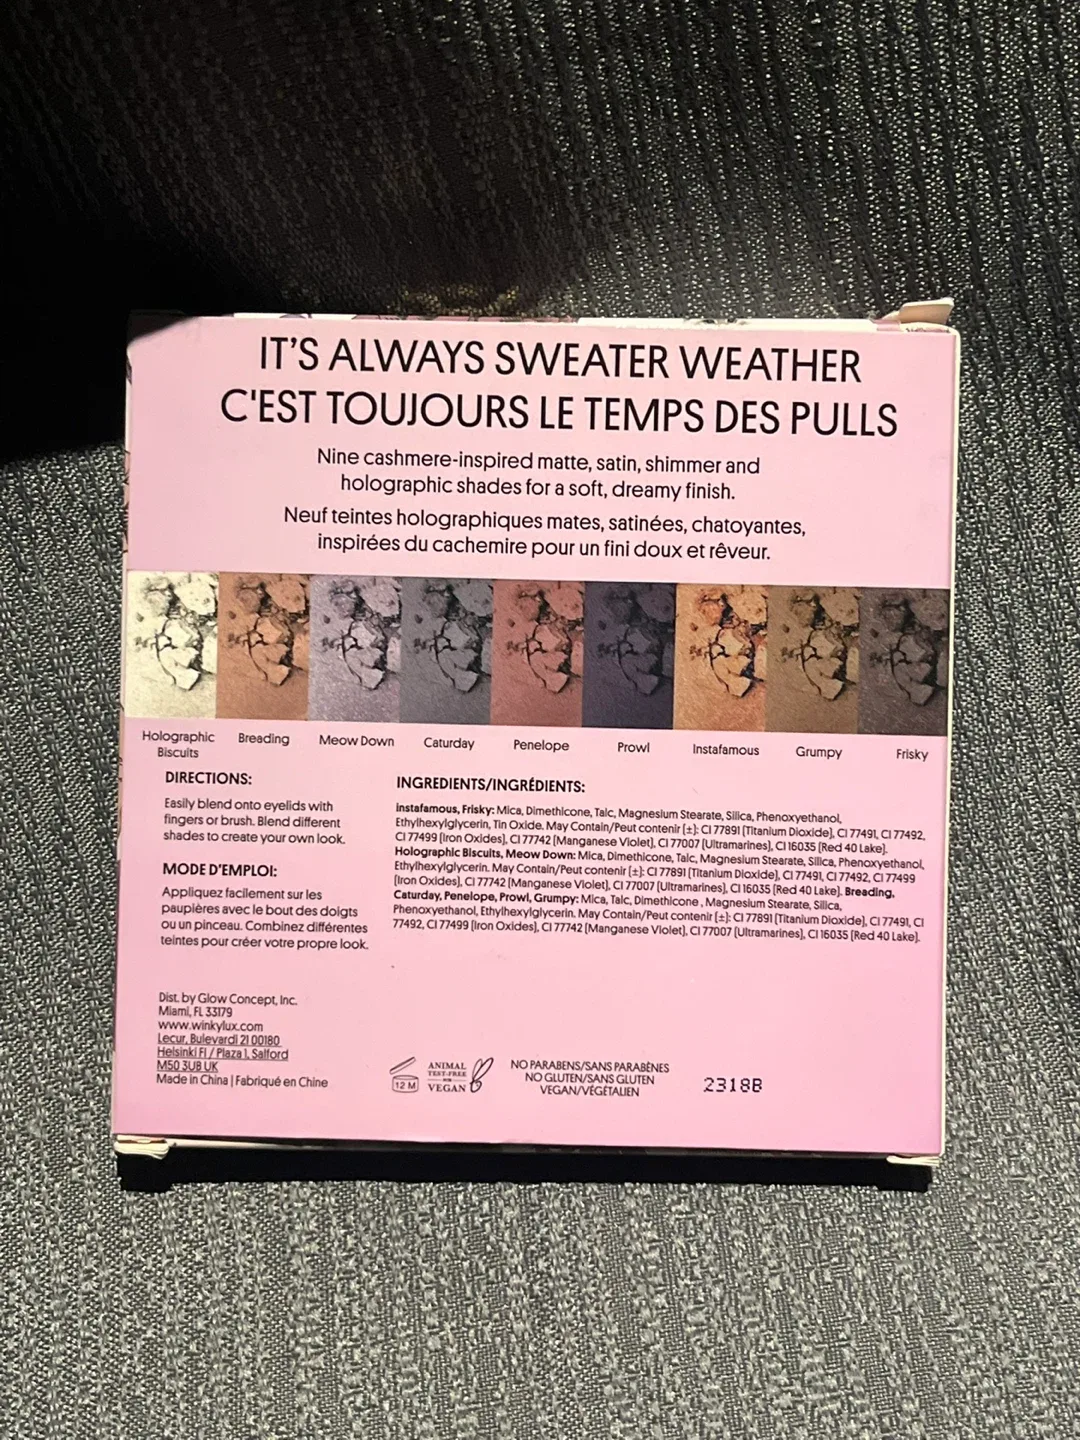 IT'S ALWAYS SWEATER WEATHER
C'EST TOUJOURS LE TEMPS DES PULLS
Nine cashmere-inspired matte, satin, shimmer and
holographic shades for a soft, dreamy finish.
Neuf teintes holographiques mates, satinées, chatoyantes,
inspirées du cachemire pour un fini doux et rêveur.
Holographic
Biscuits
Breading
Meow Down
Caturday
Penelope
Prowl
Instafamous
Grumpy
Frisky
DIRECTIONS:
Easily blend onto eyelids with
fingers or brush. Blend different
shades to create your own look.
MODE D'EMPLOI:
Appliquez facilement sur les
paupières avec le bout des doigts
ou un pinceau. Combinez différentes
teintes pour créer votre propre look.
INGREDIENTS/INGRÉDIENTS:
Instafamous, Frisky: Mica, Dimethicone, Talc, Magnesium Stearate, Silica, Phenoxyethanol,
Ethylhexylglycerin, Tin Oxide. May Contain/Peut contenir [±]: CI 77891 [Titanium Dioxide], CI 77491, CI 77492,
CI 77499 [Iron Oxides], CI 77742 [Manganese Violet], CI 77007 [Ultramarines], CI 16035 [Red 40 Lake].
Holographic Biscuits, Meow Down: Mica, Dimethicone, Talc, Magnesium Stearate, Silica, Phenoxyethanol,
Ethylhexylglycerin. May Contain/Peut contenir [±]: CI 77891 [Titanium Dioxide], CI 77491, CI 77492, CI 77499
[Iron Oxides], CI 77742 [Manganese Violet], CI 77007 [Ultramarines], CI 16035 [Red 40 Lake]. Breading,
Caturday, Penelope, Prowl, Grumpy: Mica, Talc, Dimethicone , Magnesium Stearate, Silica,
Phenoxyethanol, Ethylhexylglycerin. May Contain/Peut contenir [±]: CI 77891 [Titanium Dioxide], CI 77491, CI
77492, CI 77499 [Iron Oxides], CI 77742 [Manganese Violet], CI 77007 [Ultramarines], CI 16035 [Red 40 Lake].
Dist. by Glow Concept, Inc.
Miami, FL 33179
www.winkylux.com
Lecur, Bulevardi 21 00180
Helsinki FI / Plaza 1, Salford
M50 3UB UK
Made in China | Fabriqué en Chine
12 M
ANIMAL
TEST-FREE
VEGAN
NO PARABENS/SANS PARABÈNES
NO GLUTEN/SANS GLUTEN
VEGAN/VÉGÉTALIEN
2318B